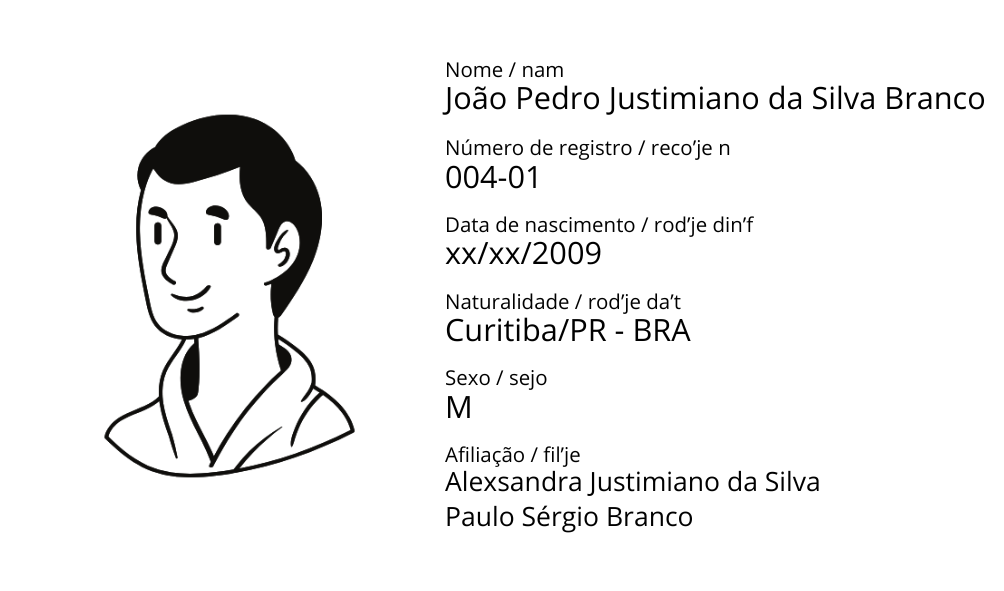 Nome / nam
João Pedro Justimiano da Silva Branco
Número de registro / reco’je n
004-01
Data de nascimento / rod’je din’f
xx/xx/2009
Naturalidade / rod’je da’t
Curitiba/PR - BRA
Sexo / sejo
M
Afiliação / fil’je
Alexsandra Justimiano da Silva
Paulo Sérgio Branco